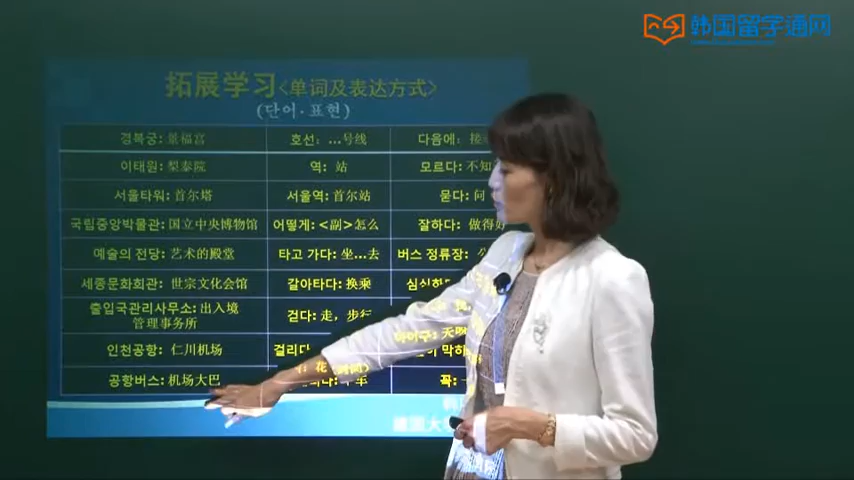 韩国留学通网
拓展学习<单词及表达方式>
(단어·표현)
경복궁: 景福宫 호선: ...号线 다음에: 接
이태원: 梨泰院 역: 站 모르다: 不知
서울타워: 首尔塔 서울역: 首尔站 묻다: 问
국립중앙박물관: 国立中央博物馆 어떻게: <副>怎么 잘하다: 做得好
예술의 전당: 艺术的殿堂 타고 가다: 坐...去 버스 정류장:
세종문화회관: 世宗文化会馆 갈아타다: 换乘
출입국관리사무소: 出入境
管理事务所 걷다: 走，步行
인천공항: 仁川机场 걸리다:
공항버스: 机场大巴 꼭: